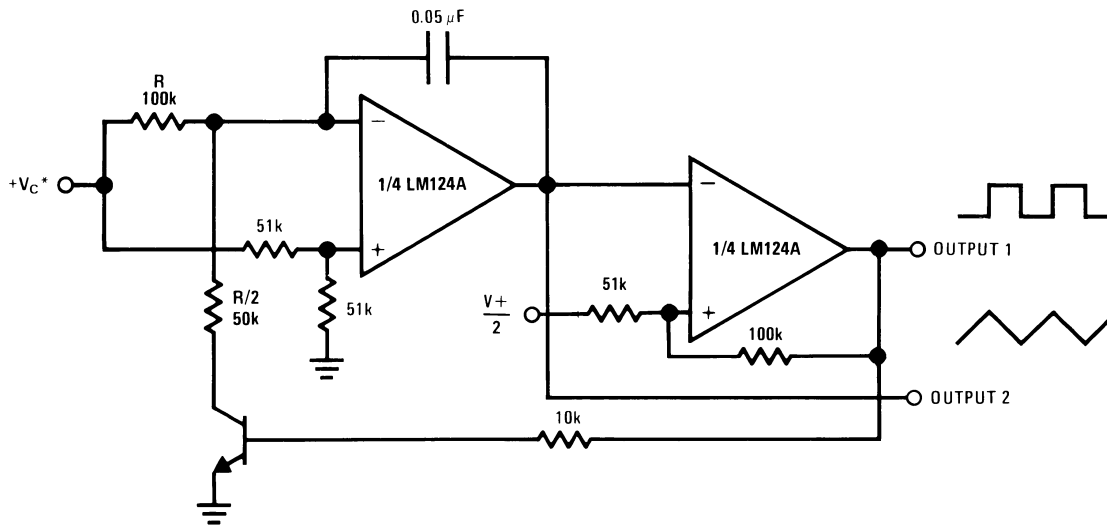 0.05 μF
R
100k
−
+VC*
1/4 LM124A
−
51k
+
1/4 LM124A
OUTPUT 1
R/2
50k
51k
V+
2
51k
+
100k
OUTPUT 2
10k